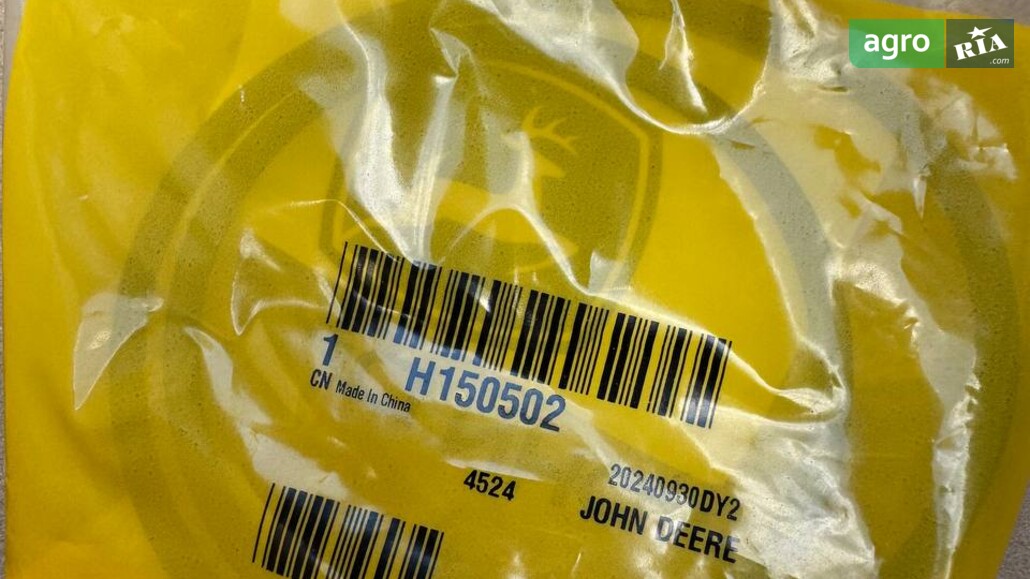 agro RIA.com
1 H150502
CN Made In China
4524 20240930DY2
JOHN DEERE